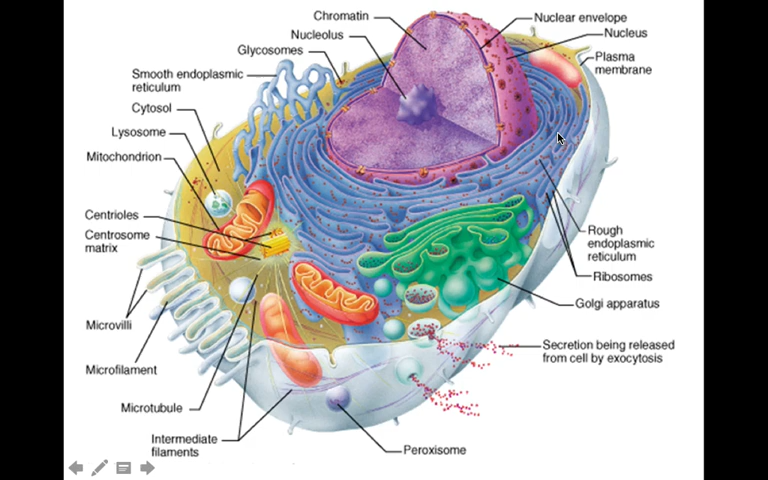 Chromatin
Nucleolus
Glycosomes
Smooth endoplasmic
reticulum
Cytosol
Lysosome
Mitochondrion
Centrioles
Centrosome
matrix
Microvilli
Microfilament
Microtubule
Intermediate
filaments
Nuclear envelope
Nucleus
Plasma
membrane
Rough
endoplasmic
reticulum
Ribosomes
Golgi apparatus
Secretion being released
from cell by exocytosis
Peroxisome